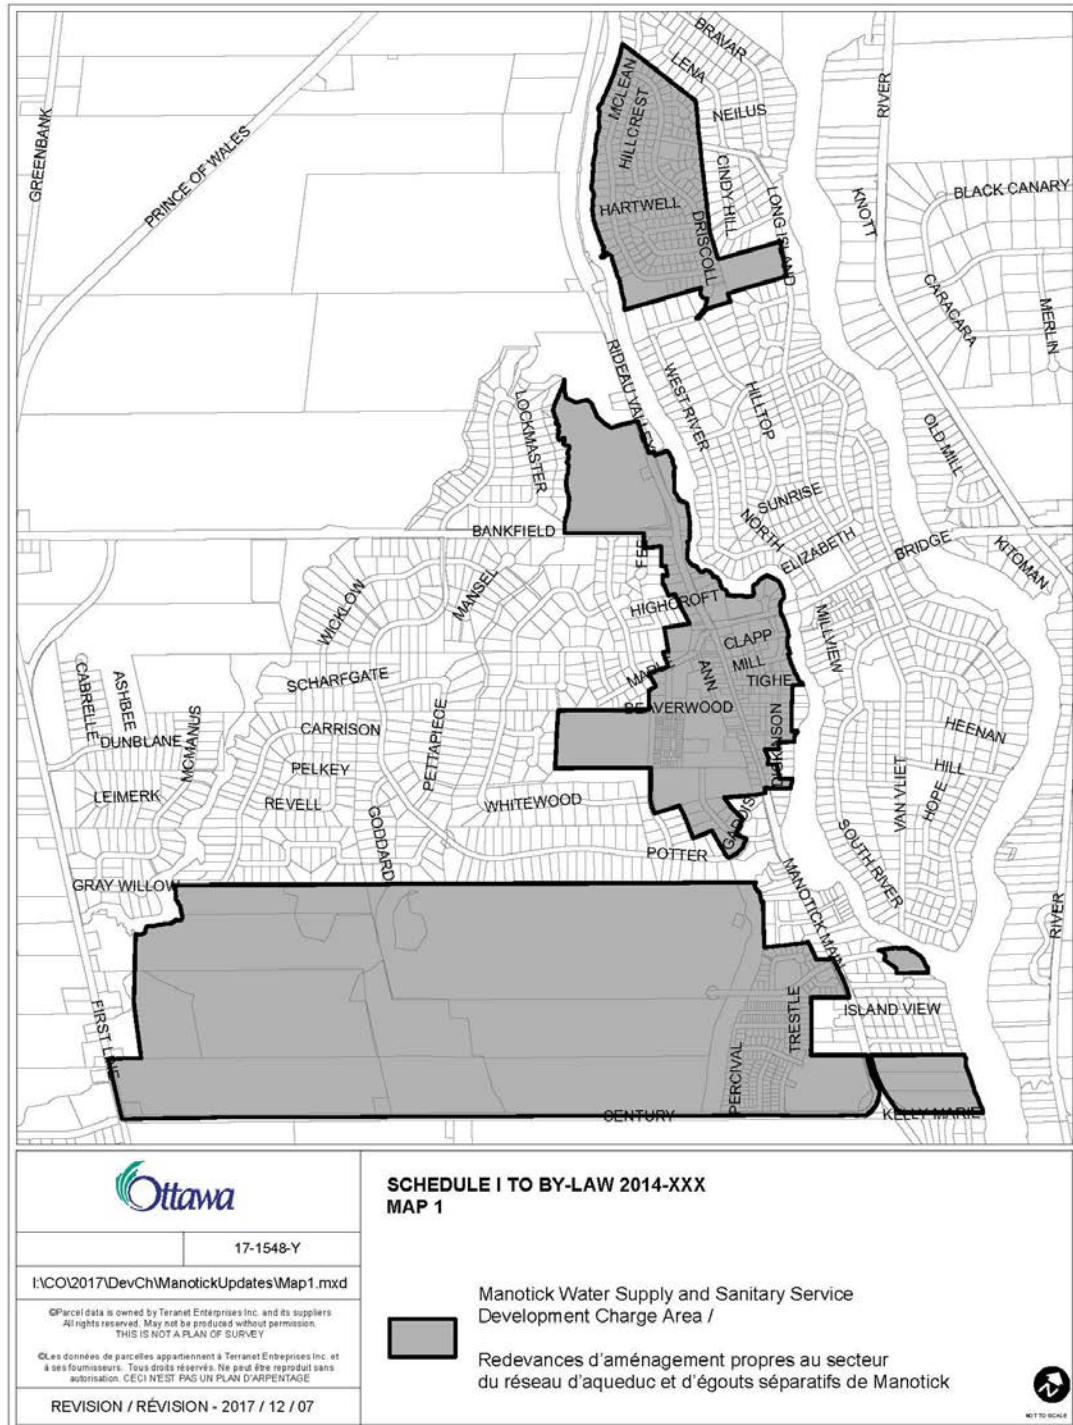 BRAVAR
LENA
MCLEAN
HILLCREST
NEILUS
RIVER
GREENBANK
PRINCE OF WALES
CINDY HILL
LONG ISLAND
KNOTT
BLACK CANARY
HARTWELL
DRISCOLL
CARACARA
MERLIN
RIDEAU VALLEY
WEST RIVER
HILLTOP
LOCKMASTER
OLD MILL
SUNRISE
NORTH
BANKFIELD
ELIZABETH
BRIDGE
KITOMAN
WICKLOW
MANSEL
HIGHCROFT
CLAPP
MILLVIEW
MILL
ANN
TIGHE
SCHARFGATE
CABRELLE
ASHBEE
BEAVERWOOD
MCMANUS
CARRISON
PETTAPIECE
DICKINSON
HEENAN
DUNBLANE
PELKEY
HILL
LEIMERK
REVELL
WHITEWOOD
VAN VLIET
HOPE
GODDARD
POTTER
SOUTH RIVER
GRAY WILLOW
MANOTICK MAIN
RIVER
FIRST LINE
TRESTLE
ISLAND VIEW
PERCIVAL
CENTURY
KELLY MARIE
Ottawa
17-1548-Y
I:\CO\2017\DevCh\ManotickUpdates\Map1.mxd
©Parcel data is owned by Teranet Enterprises Inc. and its suppliers
All rights reserved. May not be produced without permission.
THIS IS NOT A PLAN OF SURVEY
©Les données de parcelles appartiennent à Terranet Entreprises Inc. et
à ses fournisseurs. Tous droits réservés. Ne peut être reproduit sans
autorisation. CECI N'EST PAS UN PLAN D'ARPENTAGE
REVISION / RÉVISION - 2017 / 12 / 07
SCHEDULE I TO BY-LAW 2014-XXX
MAP 1
Manotick Water Supply and Sanitary Service
Development Charge Area /
Redevances d'aménagement propres au secteur
du réseau d'aqueduc et d'égouts séparatifs de Manotick
NOT TO SCALE